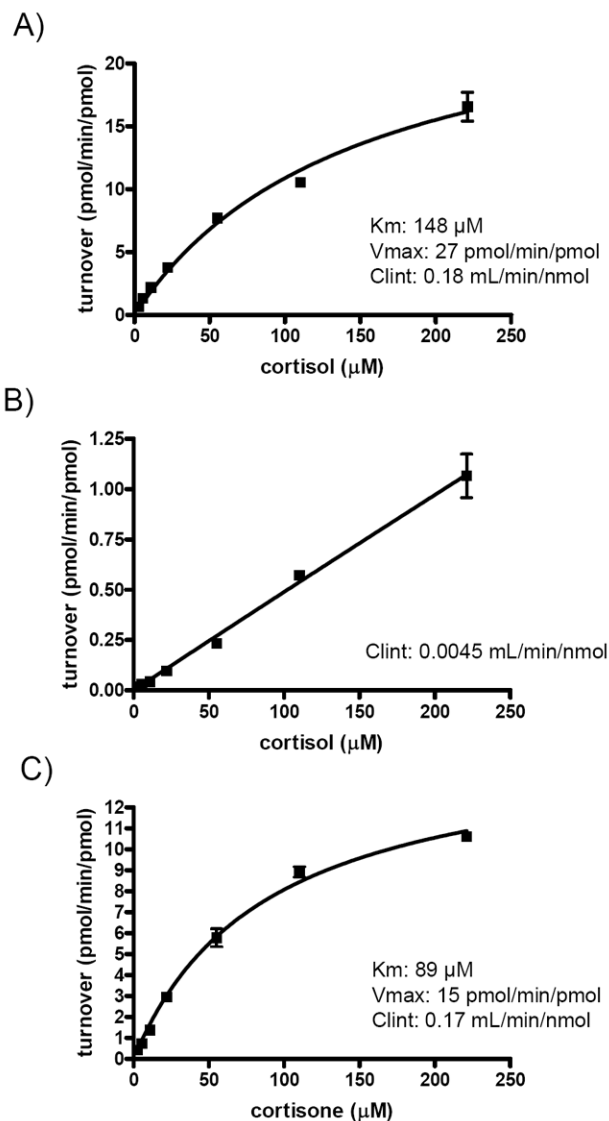 A)
turnover (pmol/min/pmol)
20
15
10
5
0
0 50 100 150 200 250
cortisol (μM)
Km: 148 μM
Vmax: 27 pmol/min/pmol
Clint: 0.18 mL/min/nmol
B)
turnover (pmol/min/pmol)
1.25
1.00
0.75
0.50
0.25
0.00
0 50 100 150 200 250
cortisol (μM)
Clint: 0.0045 mL/min/nmol
C)
turnover (pmol/min/pmol)
12
11
10
9
8
7
6
5
4
3
2
1
0
0 50 100 150 200 250
cortisone (μM)
Km: 89 μM
Vmax: 15 pmol/min/pmol
Clint: 0.17 mL/min/nmol